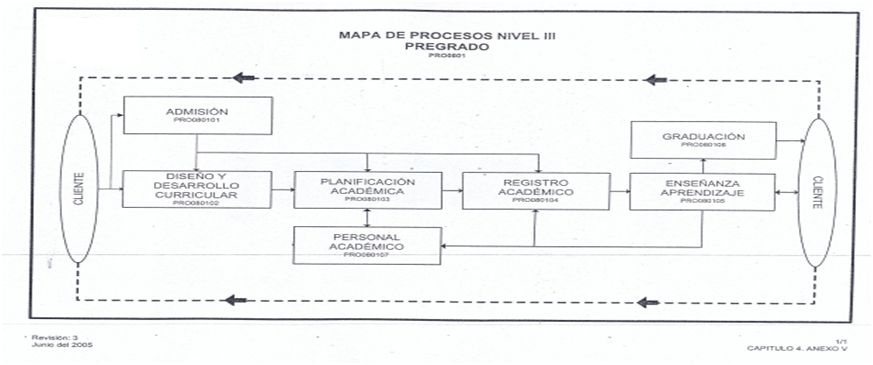 MAPA DE PROCESOS NIVEL III
PREGRADO
PRO0801
CLIENTE
ADMISIÓN
PRO080101
DISEÑO Y
DESARROLLO
CURRICULAR
PRO080102
PLANIFICACIÓN
ACADÉMICA
PRO080103
PERSONAL
ACADÉMICO
PRO080107
REGISTRO
ACADÉMICO
PRO080104
GRADUACIÓN
PRO080106
ENSEÑANZA
APRENDIZAJE
PRO080105
CLIENTE
Revisión: 3
Junio del 2005
1/1
CAPITULO 4. ANEXO V